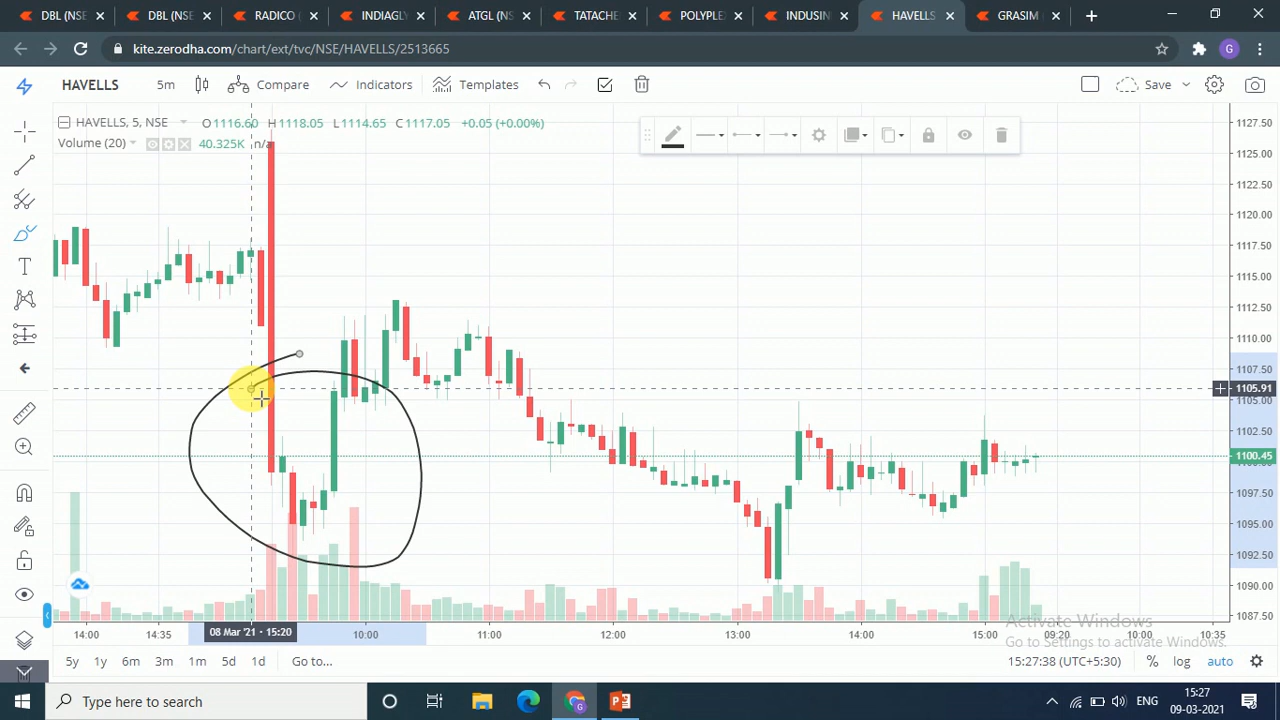 DBL (NSE
DBL (NSE
RADICO (
INDIAGLY
ATGL (NS
TATACHE
POLYPLE
INDUSIN
HAVELLS
GRASIM (
kite.zerodha.com/chart/ext/tvc/NSE/HAVELLS/2513665
G
HAVELLS 5m Compare Indicators Templates Save
HAVELLS, 5, NSE O1116.60 H1118.05 L1114.65 C1117.05 +0.05 (+0.00%)
Volume (20) 40.325K n/a
T
1127.50
1125.00
1122.50
1120.00
1117.50
1115.00
1112.50
1110.00
1107.50
1105.91
1105.00
1102.50
1100.45
1097.50
1095.00
1092.50
1090.00
1087.50
14:00 14:35 08 Mar '21 • 15:20 10:00 11:00 12:00 13:00 14:00 15:00 09:20 10:00 10:35
Activate Windows
Go to Settings to activate Windows.
5y 1y 6m 3m 1m 5d 1d Go to... 15:27:38 (UTC+5:30) % log auto
Type here to search
ENG
15:27
09-03-2021